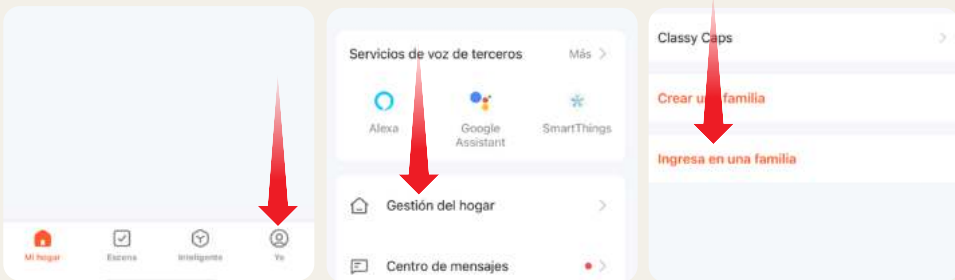 Mi hogar
Escena
Inteligente
Yo
Servicios de voz de terceros
Más
Alexa
Google
Assistant
SmartThings
Gestión del hogar
Centro de mensajes
Classy Caps
Crear una familia
Ingresa en una familia